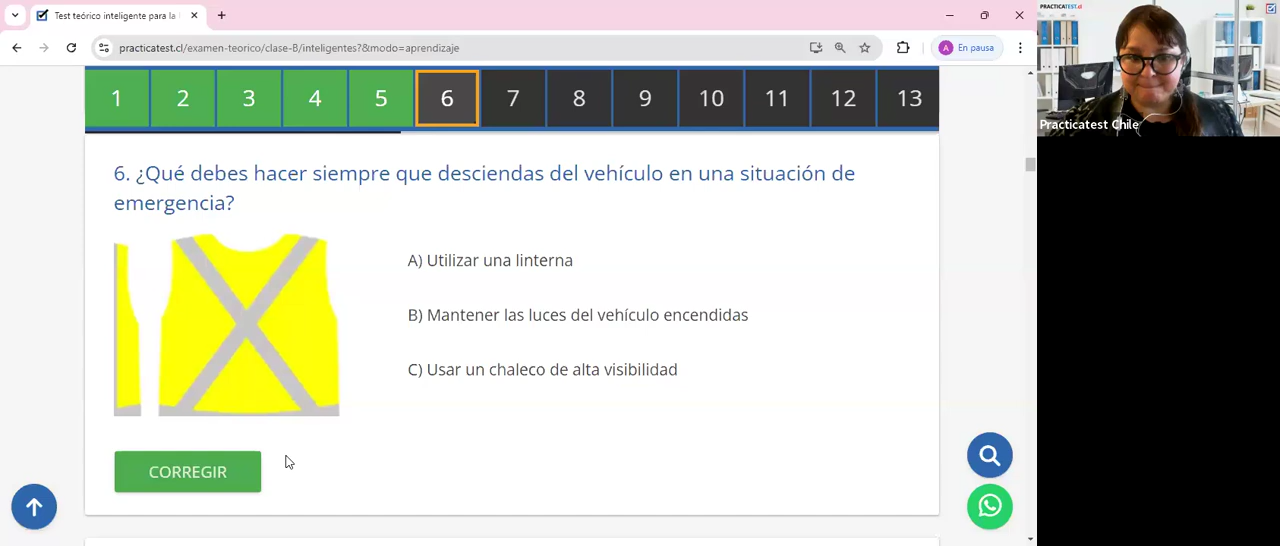 Test teórico inteligente para la
practicatest.cl/examen-teorico/clase-B/inteligentes?&modo=aprendizaje
A
En pausa
1 2 3 4 5 6 7 8 9 10 11 12 13
6. ¿Qué debes hacer siempre que desciendas del vehículo en una situación de
emergencia?
A) Utilizar una linterna
B) Mantener las luces del vehículo encendidas
C) Usar un chaleco de alta visibilidad
CORREGIR
PRACTICATEST.cl
Practicatest Chile